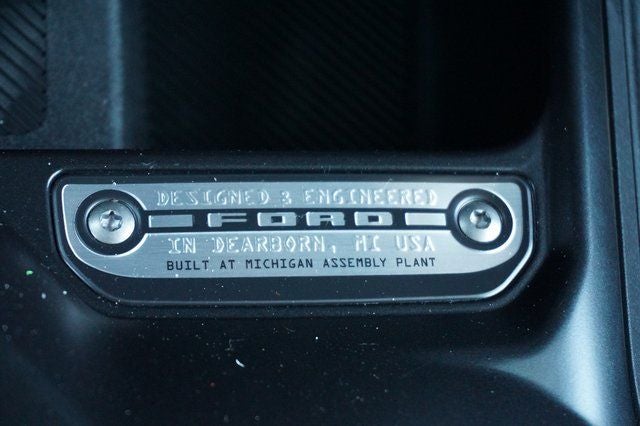 DESIGNED & ENGINEERED
FORD
IN DEARBORN, MI USA
BUILT AT MICHIGAN ASSEMBLY PLANT